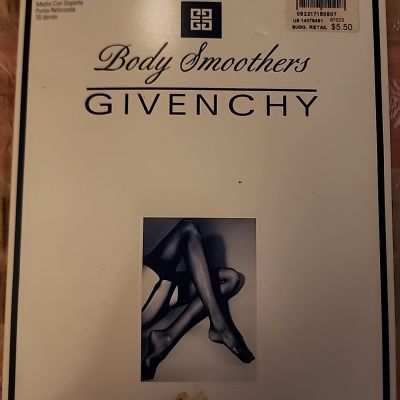 Media Con Soporte
Punta Reforzada
70 denier
082217180907
SUGG. RETAIL $5.50
Body Smoothers
GIVENCHY